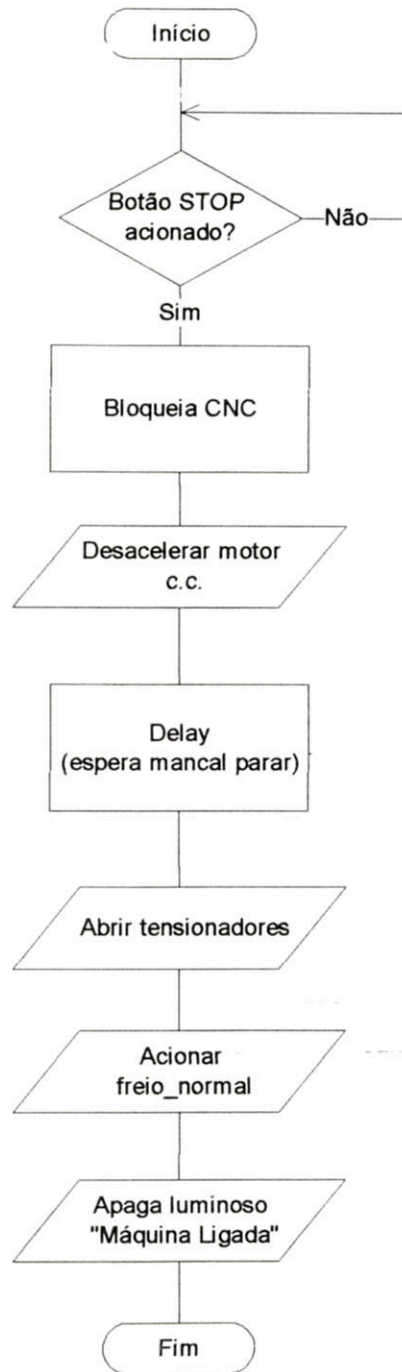 Início
Botão STOP
acionado?
Não
Sim
Bloqueia CNC
Desacelerar motor
c.c.
Delay
(espera mancal parar)
Abrir tensionadores
Acionar
freio_normal
Apaga luminoso
"Máquina Ligada"
Fim